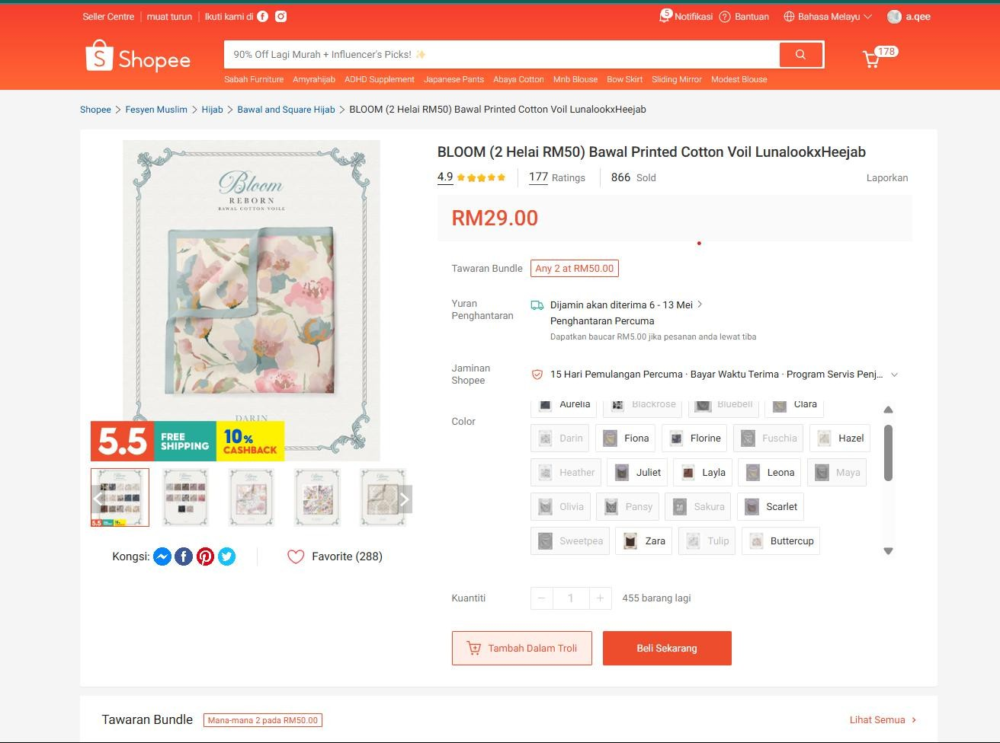 Seller Centre muat turun Ikuti kami di
5 Notifikasi Bantuan Bahasa Melayu a.qee
Shopee
90% Off Lagi Murah + Influencer's Picks! ✨
178
Sabah Furniture Amyrahijab ADHD Supplement Japanese Pants Abaya Cotton Mnb Blouse Bow Skirt Sliding Mirror Modest Blouse
Shopee > Fesyen Muslim > Hijab > Bawal and Square Hijab > BLOOM (2 Helai RM50) Bawal Printed Cotton Voil LunalookxHeejab
Bloom
REBORN
BAWAL COTTON VOILE
DARIN
5.5 FREE SHIPPING 10% CASHBACK
Kongsi:
Favorite (288)
BLOOM (2 Helai RM50) Bawal Printed Cotton Voil LunalookxHeejab
4.9 177 Ratings 866 Sold Laporkan
RM29.00
Tawaran Bundle Any 2 at RM50.00
Yuran Penghantaran
Dijamin akan diterima 6 - 13 Mei >
Penghantaran Percuma
Dapatkan baucar RM5.00 jika pesanan anda lewat tiba
Jaminan Shopee
15 Hari Pemulangan Percuma · Bayar Waktu Terima · Program Servis Penj...
Color
Aurelia Blackrose Bluebell Clara
Darin Fiona Florine Fuschia Hazel
Heather Juliet Layla Leona Maya
Olivia Pansy Sakura Scarlet
Sweetpea Zara Tulip Buttercup
Kuantiti - 1 + 455 barang lagi
Tambah Dalam Troli Beli Sekarang
Tawaran Bundle Mana-mana 2 pada RM50.00 Lihat Semua >